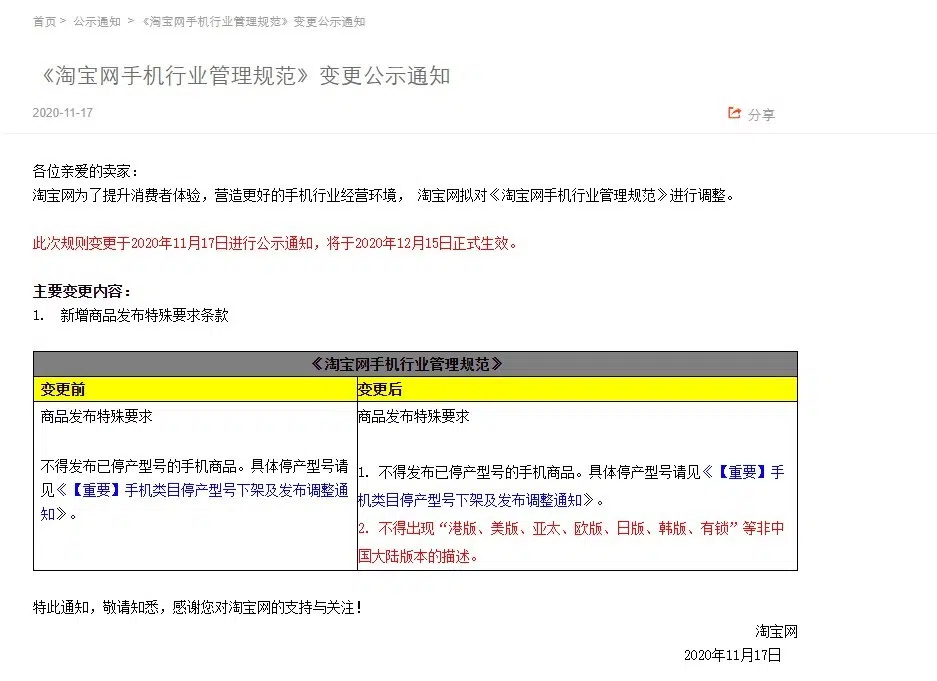 首页 > 公示通知 > 《淘宝网手机行业管理规范》变更公示通知
《淘宝网手机行业管理规范》变更公示通知
2020-11-17
分享
各位亲爱的卖家：
淘宝网为了提升消费者体验，营造更好的手机行业经营环境， 淘宝网拟对《淘宝网手机行业管理规范》进行调整。
此次规则变更于2020年11月17日进行公示通知，将于2020年12月15日正式生效。
主要变更内容：
1. 新增商品发布特殊要求条款
《淘宝网手机行业管理规范》
变更前
变更后
商品发布特殊要求
不得发布已停产型号的手机商品。具体停产型号请
见《【重要】手机类目停产型号下架及发布调整通
知》。
商品发布特殊要求
1. 不得发布已停产型号的手机商品。具体停产型号请见《【重要】手
机类目停产型号下架及发布调整通知》。
2. 不得出现“港版、美版、亚太、欧版、日版、韩版、有锁”等非中
国大陆版本的描述。
特此通知，敬请知悉，感谢您对淘宝网的支持与关注！
淘宝网
2020年11月17日